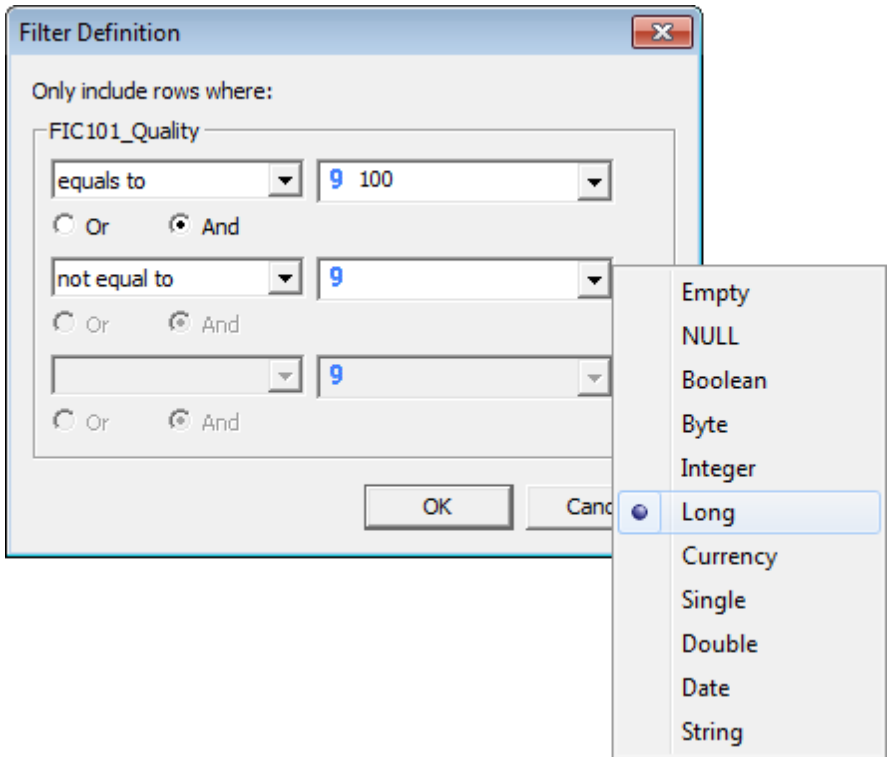 Filter Definition
Only include rows where:
FIC101_Quality
equals to 9 100
Or And
not equal to 9
Or And
9
Or And
OK Canc
Empty
NULL
Boolean
Byte
Integer
Long
Currency
Single
Double
Date
String